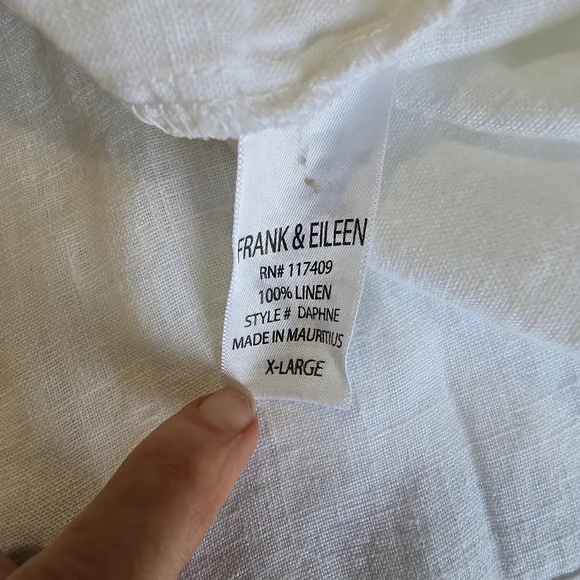 FRANK & EILEEN
RN# 117409
100% LINEN
STYLE # DAPHNE
MADE IN MAURITIUS
X-LARGE